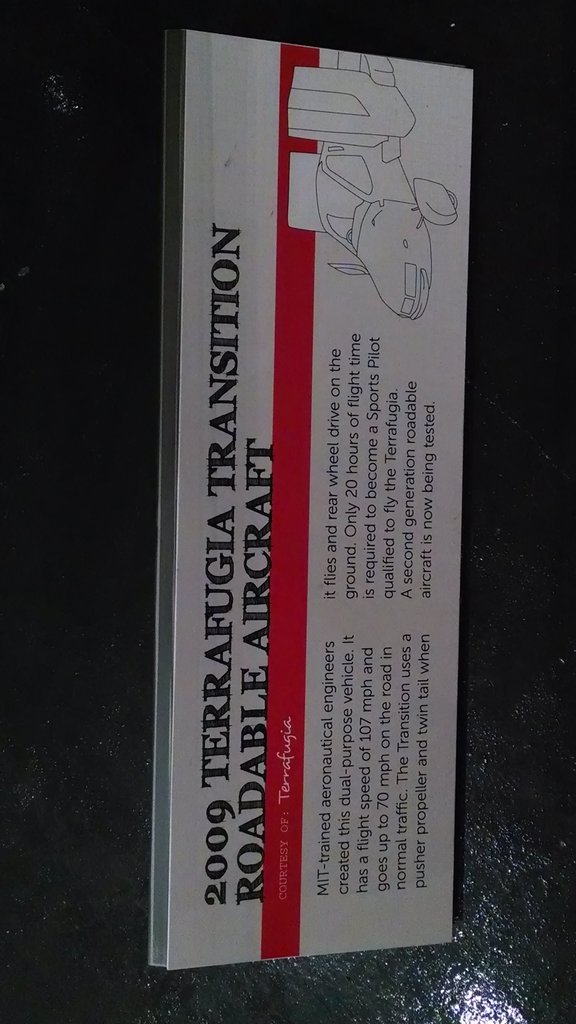 2009 TERRAFUGIA TRANSITION
ROADABLE AIRCRAFT
COURTESY OF: Terrafugia
MIT-trained aeronautical engineers
created this dual-purpose vehicle. It
has a flight speed of 107 mph and
goes up to 70 mph on the road in
normal traffic. The Transition uses a
pusher propeller and twin tail when
it flies and rear wheel drive on the
ground. Only 20 hours of flight time
is required to become a Sports Pilot
qualified to fly the Terrafugia.
A second generation roadable
aircraft is now being tested.